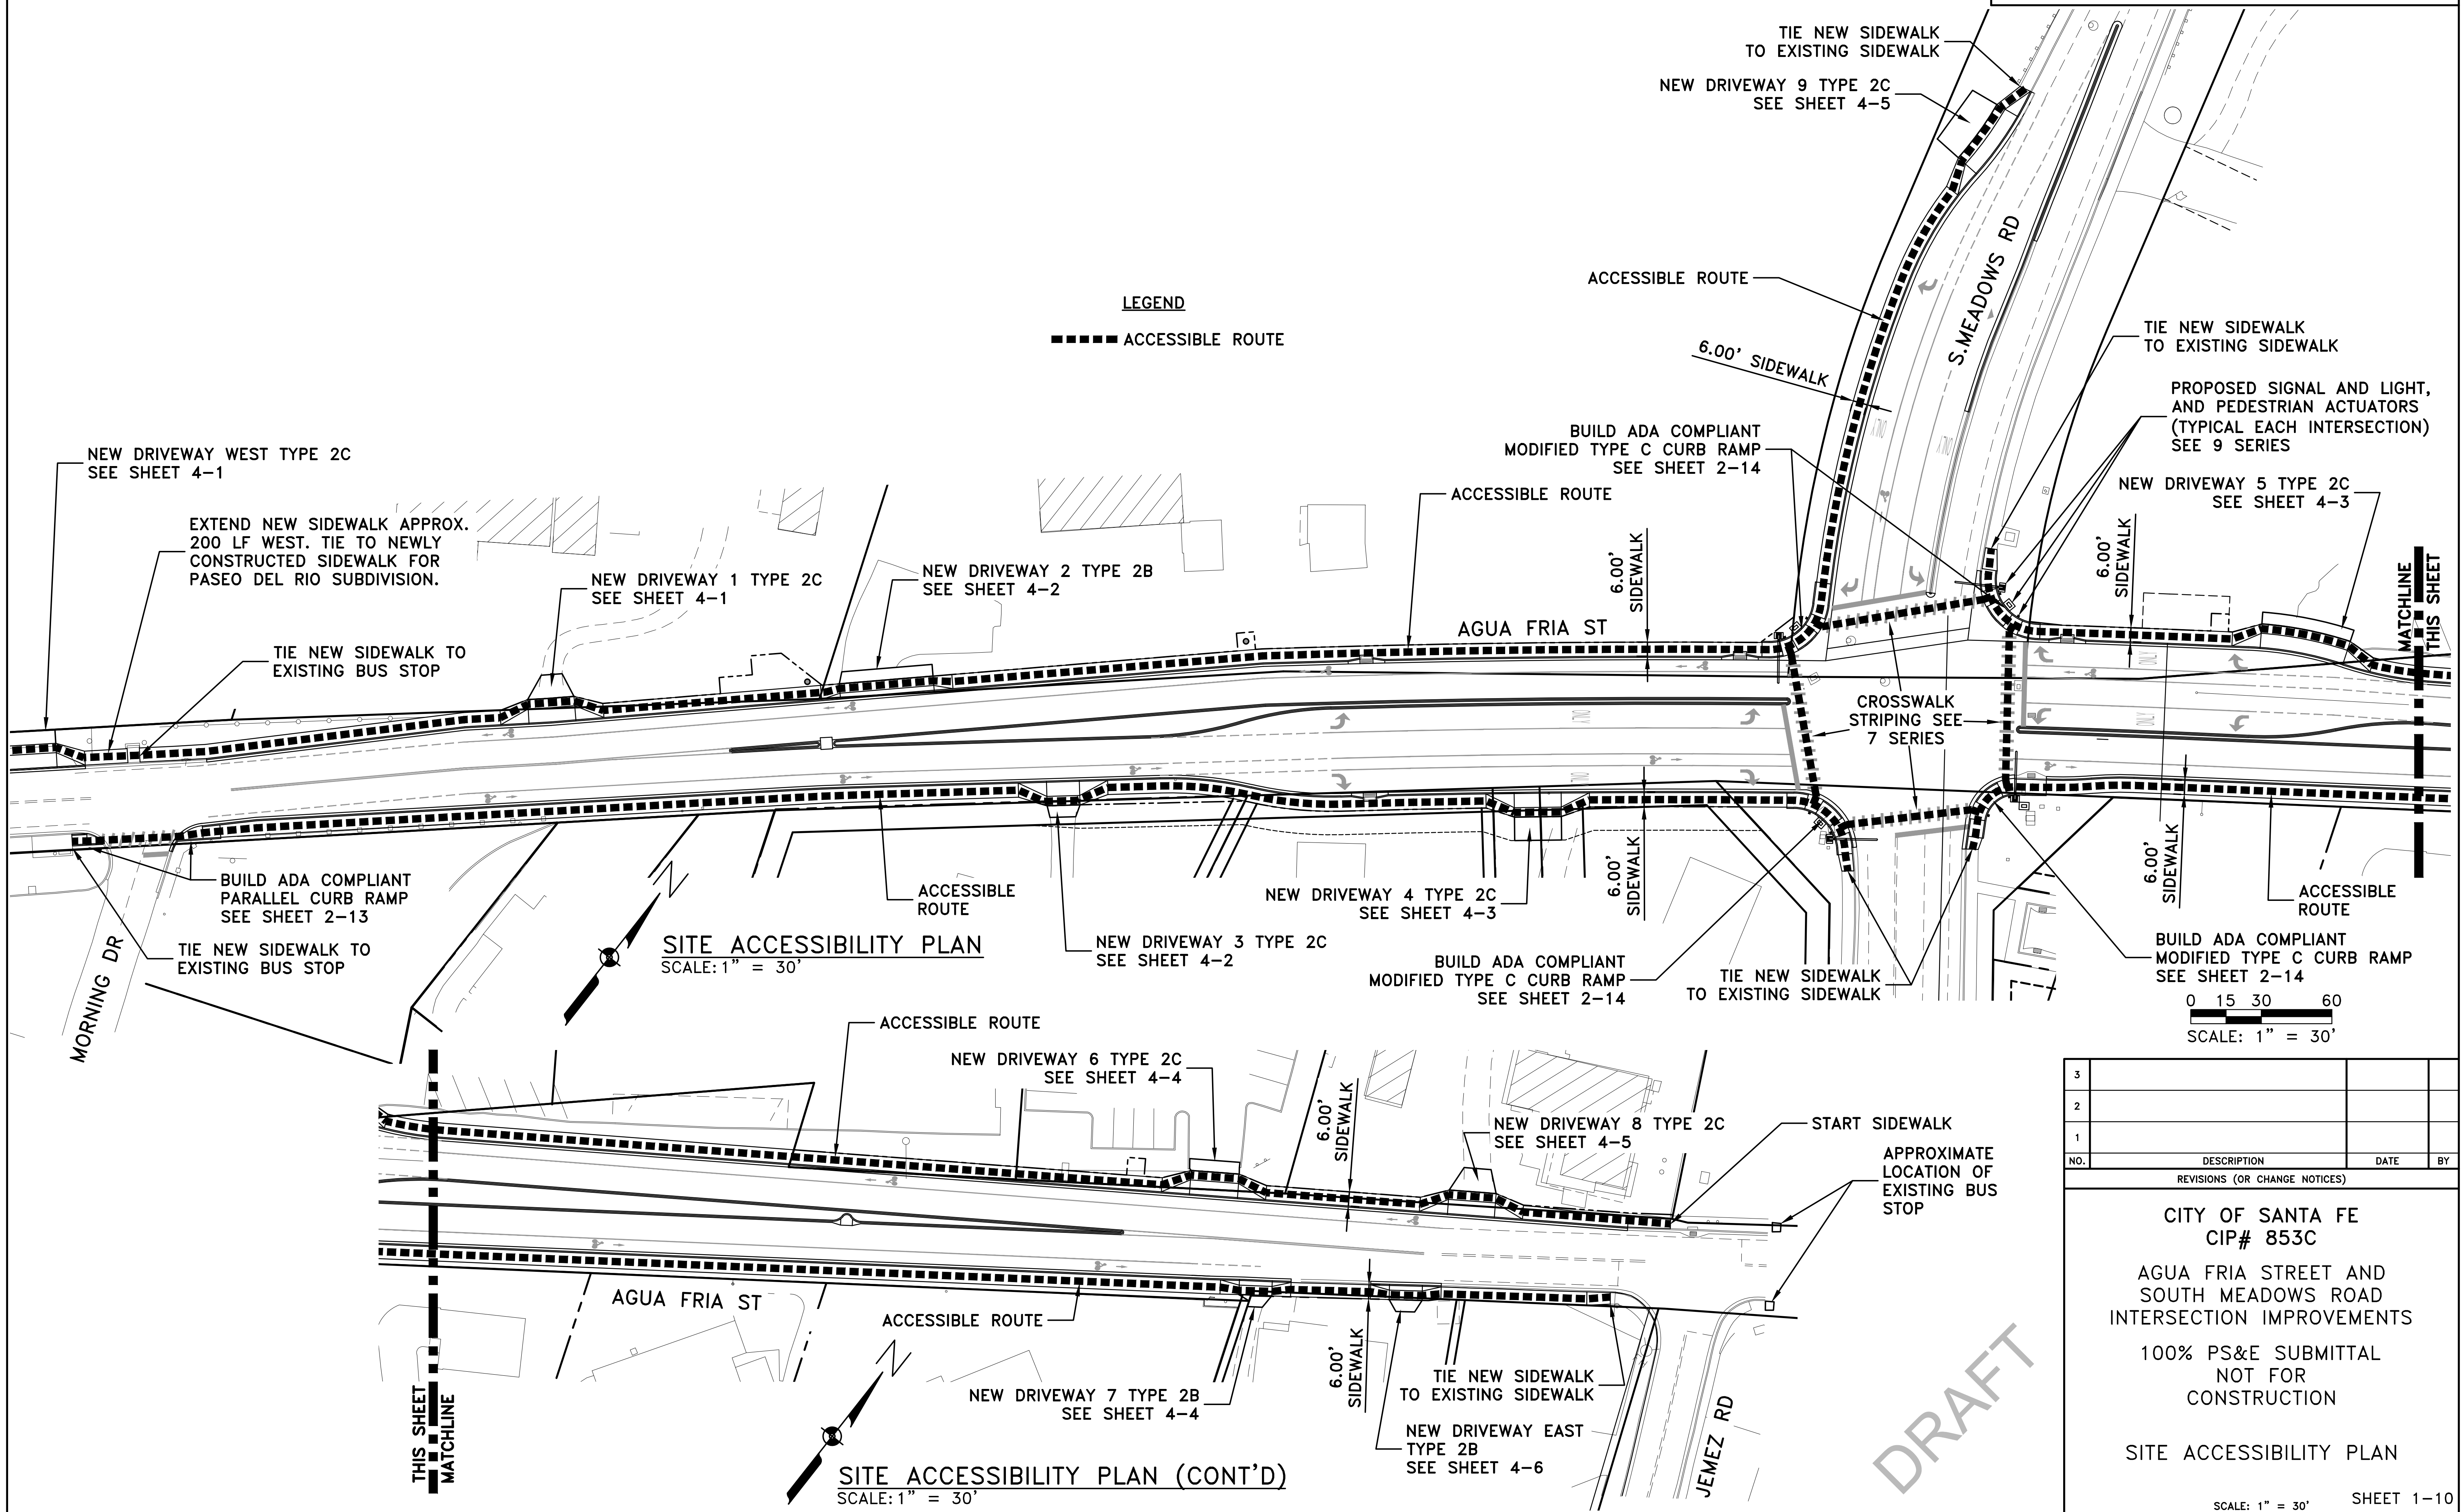 TIE NEW SIDEWALK
TO EXISTING SIDEWALK
NEW DRIVEWAY 9 TYPE 2C
SEE SHEET 4-5
ACCESSIBLE ROUTE
S.MEADOWS RD
6.00' SIDEWALK
LEGEND
ACCESSIBLE ROUTE
TIE NEW SIDEWALK
TO EXISTING SIDEWALK
PROPOSED SIGNAL AND LIGHT,
AND PEDESTRIAN ACTUATORS
(TYPICAL EACH INTERSECTION)
SEE 9 SERIES
BUILD ADA COMPLIANT
MODIFIED TYPE C CURB RAMP
SEE SHEET 2-14
NEW DRIVEWAY 5 TYPE 2C
SEE SHEET 4-3
NEW DRIVEWAY WEST TYPE 2C
SEE SHEET 4-1
EXTEND NEW SIDEWALK APPROX.
200 LF WEST. TIE TO NEWLY
CONSTRUCTED SIDEWALK FOR
PASEO DEL RIO SUBDIVISION.
TIE NEW SIDEWALK TO
EXISTING BUS STOP
NEW DRIVEWAY 1 TYPE 2C
SEE SHEET 4-1
NEW DRIVEWAY 2 TYPE 2B
SEE SHEET 4-2
ACCESSIBLE ROUTE
6.00'
SIDEWALK
AGUA FRIA ST
6.00'
SIDEWALK
MATCHLINE
THIS SHEET
ONLY
ONLY
ONLY
ONLY
ONLY
ONLY
CROSSWALK
STRIPING SEE
7 SERIES
BUILD ADA COMPLIANT
PARALLEL CURB RAMP
SEE SHEET 2-13
TIE NEW SIDEWALK TO
EXISTING BUS STOP
MORNING DR
N
SITE ACCESSIBILITY PLAN
SCALE: 1" = 30'
ACCESSIBLE
ROUTE
NEW DRIVEWAY 3 TYPE 2C
SEE SHEET 4-2
NEW DRIVEWAY 4 TYPE 2C
SEE SHEET 4-3
6.00'
SIDEWALK
BUILD ADA COMPLIANT
MODIFIED TYPE C CURB RAMP
SEE SHEET 2-14
TIE NEW SIDEWALK
TO EXISTING SIDEWALK
6.00'
SIDEWALK
ACCESSIBLE
ROUTE
BUILD ADA COMPLIANT
MODIFIED TYPE C CURB RAMP
SEE SHEET 2-14
0 15 30 60
SCALE: 1" = 30'
ACCESSIBLE ROUTE
NEW DRIVEWAY 6 TYPE 2C
SEE SHEET 4-4
6.00'
SIDEWALK
NEW DRIVEWAY 8 TYPE 2C
SEE SHEET 4-5
START SIDEWALK
APPROXIMATE
LOCATION OF
EXISTING BUS
STOP
AGUA FRIA ST
ACCESSIBLE ROUTE
THIS SHEET
MATCHLINE
NEW DRIVEWAY 7 TYPE 2B
SEE SHEET 4-4
6.00'
SIDEWALK
TIE NEW SIDEWALK
TO EXISTING SIDEWALK
NEW DRIVEWAY EAST
TYPE 2B
SEE SHEET 4-6
JEMEZ RD
N
SITE ACCESSIBILITY PLAN (CONT'D)
SCALE: 1" = 30'
DRAFT
3
2
1
NO. DESCRIPTION DATE BY
REVISIONS (OR CHANGE NOTICES)
CITY OF SANTA FE
CIP# 853C
AGUA FRIA STREET AND
SOUTH MEADOWS ROAD
INTERSECTION IMPROVEMENTS
100% PS&E SUBMITTAL
NOT FOR
CONSTRUCTION
SITE ACCESSIBILITY PLAN
SCALE: 1" = 30' SHEET 1-10